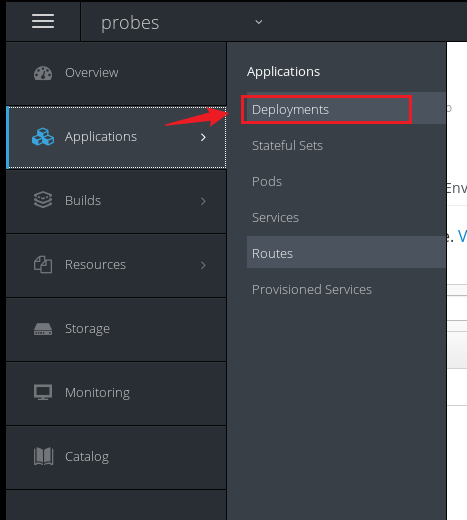 probes
Overview
Applications
Builds
Resources
Storage
Monitoring
Catalog
Applications
Deployments
Stateful Sets
Pods
Services
Routes
Provisioned Services
Env